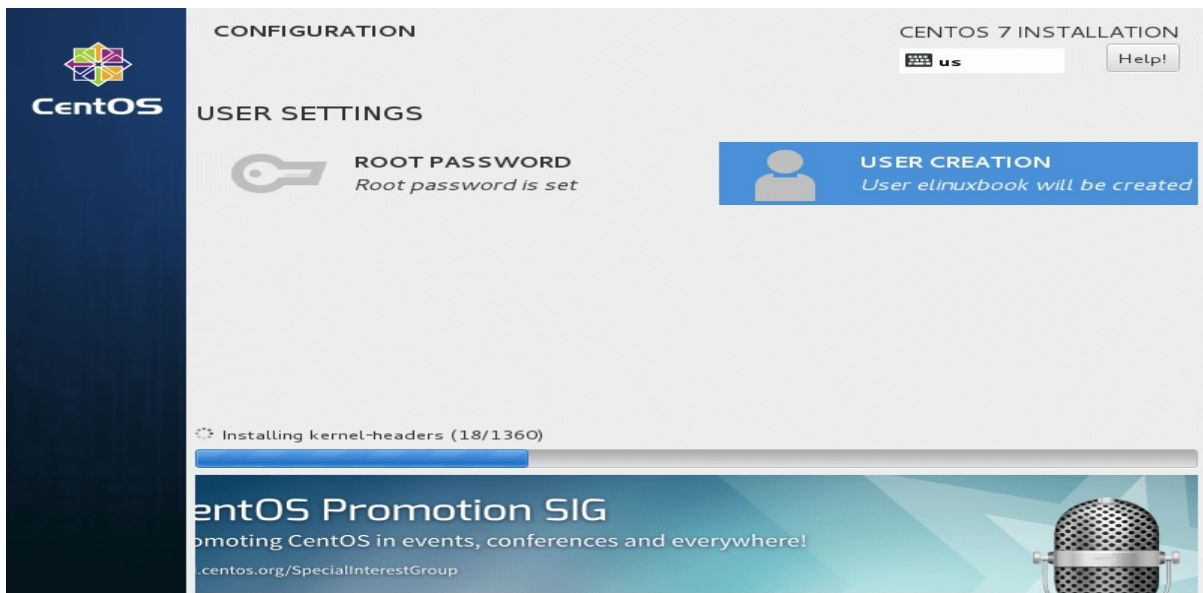 CentOS
CONFIGURATION
CENTOS 7 INSTALLATION
us
Help!
USER SETTINGS
ROOT PASSWORD
Root password is set
USER CREATION
User elinuxbook will be created
Installing kernel-headers (18/1360)
entOS Promotion SIG
omoting CentOS in events, conferences and everywhere!
.centos.org/SpecialInterestGroup